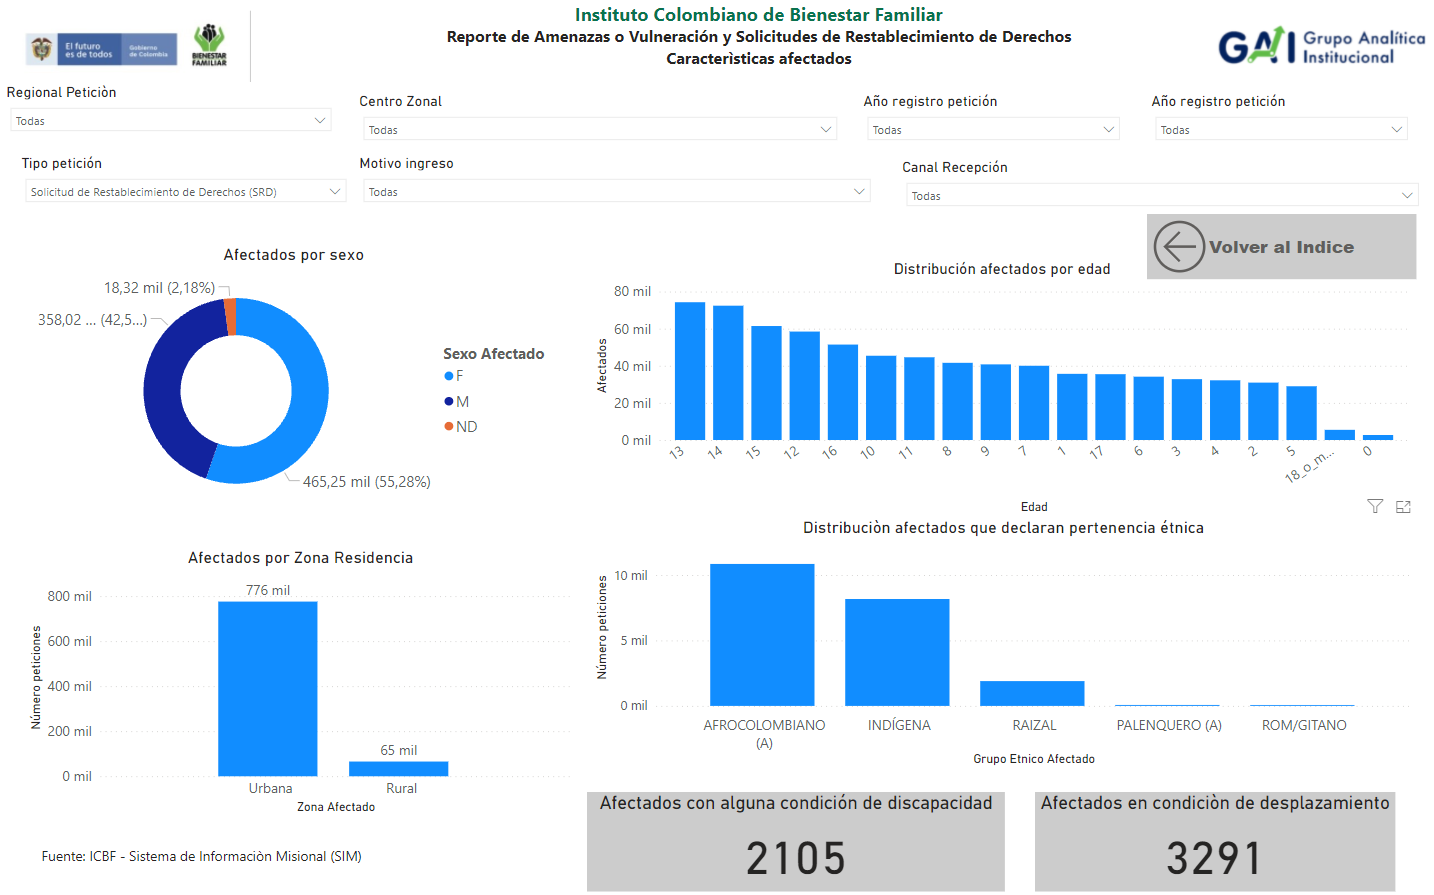 Instituto Colombiano de Bienestar Familiar
Reporte de Amenazas o Vulneración y Solicitudes de Restablecimiento de Derechos
Caracterìsticas afectados
El futuro
es de todos
Gobierno
de Colombia
BIENESTAR
FAMILIAR
GAI Grupo Analítica
Institucional
Regional Petición
Todas
Centro Zonal
Todas
Año registro petición
Todas
Año registro petición
Todas
Tipo petición
Solicitud de Restablecimiento de Derechos (SRD)
Motivo ingreso
Todas
Canal Recepción
Todas
Volver al Indice
Afectados por sexo
18,32 mil (2,18%)
358,02 ... (42,5...)
465,25 mil (55,28%)
Sexo Afectado
F
M
ND
Distribución afectados por edad
Afectados
80 mil
60 mil
40 mil
20 mil
0 mil
13 14 15 12 16 10 11 8 9 7 1 17 6 3 4 2 5 18_o_m... 0
Edad
Afectados por Zona Residencia
Número peticiones
800 mil
600 mil
400 mil
200 mil
0 mil
776 mil
65 mil
Urbana Rural
Zona Afectado
Distribuciòn afectados que declaran pertenencia étnica
Número peticiones
10 mil
5 mil
0 mil
AFROCOLOMBIANO
(A)
INDÍGENA
RAIZAL
PALENQUERO (A)
ROM/GITANO
Grupo Etnico Afectado
Afectados con alguna condición de discapacidad
2105
Afectados en condiciòn de desplazamiento
3291
Fuente: ICBF - Sistema de Informaciòn Misional (SIM)